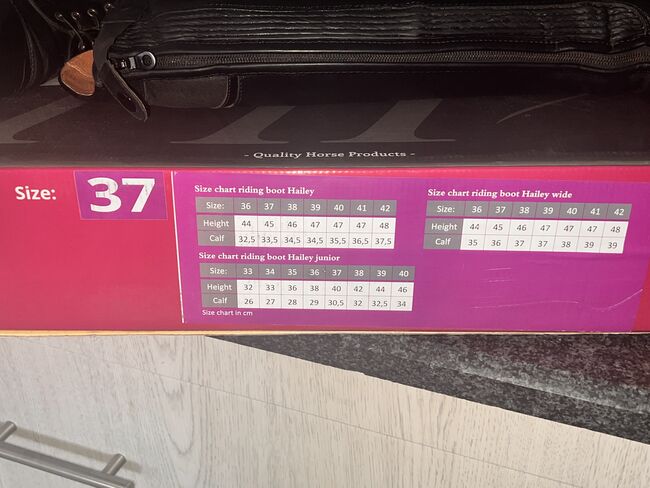 - Quality Horse Products -
Size: 37
Size chart riding boot Hailey
Size: 36 37 38 39 40 41 42
Height 44 45 46 47 47 47 48
Calf 32,5 33,5 34,5 34,5 35,5 36,5 37,5
Size chart riding boot Hailey wide
Size: 36 37 38 39 40 41 42
Height 44 45 46 47 47 47 48
Calf 35 36 37 37 38 39 39
Size chart riding boot Hailey junior
Size: 33 34 35 36 37 38 39 40
Height 32 33 36 38 40 42 44 46
Calf 26 27 28 29 30,5 32 32,5 34
Size chart in cm